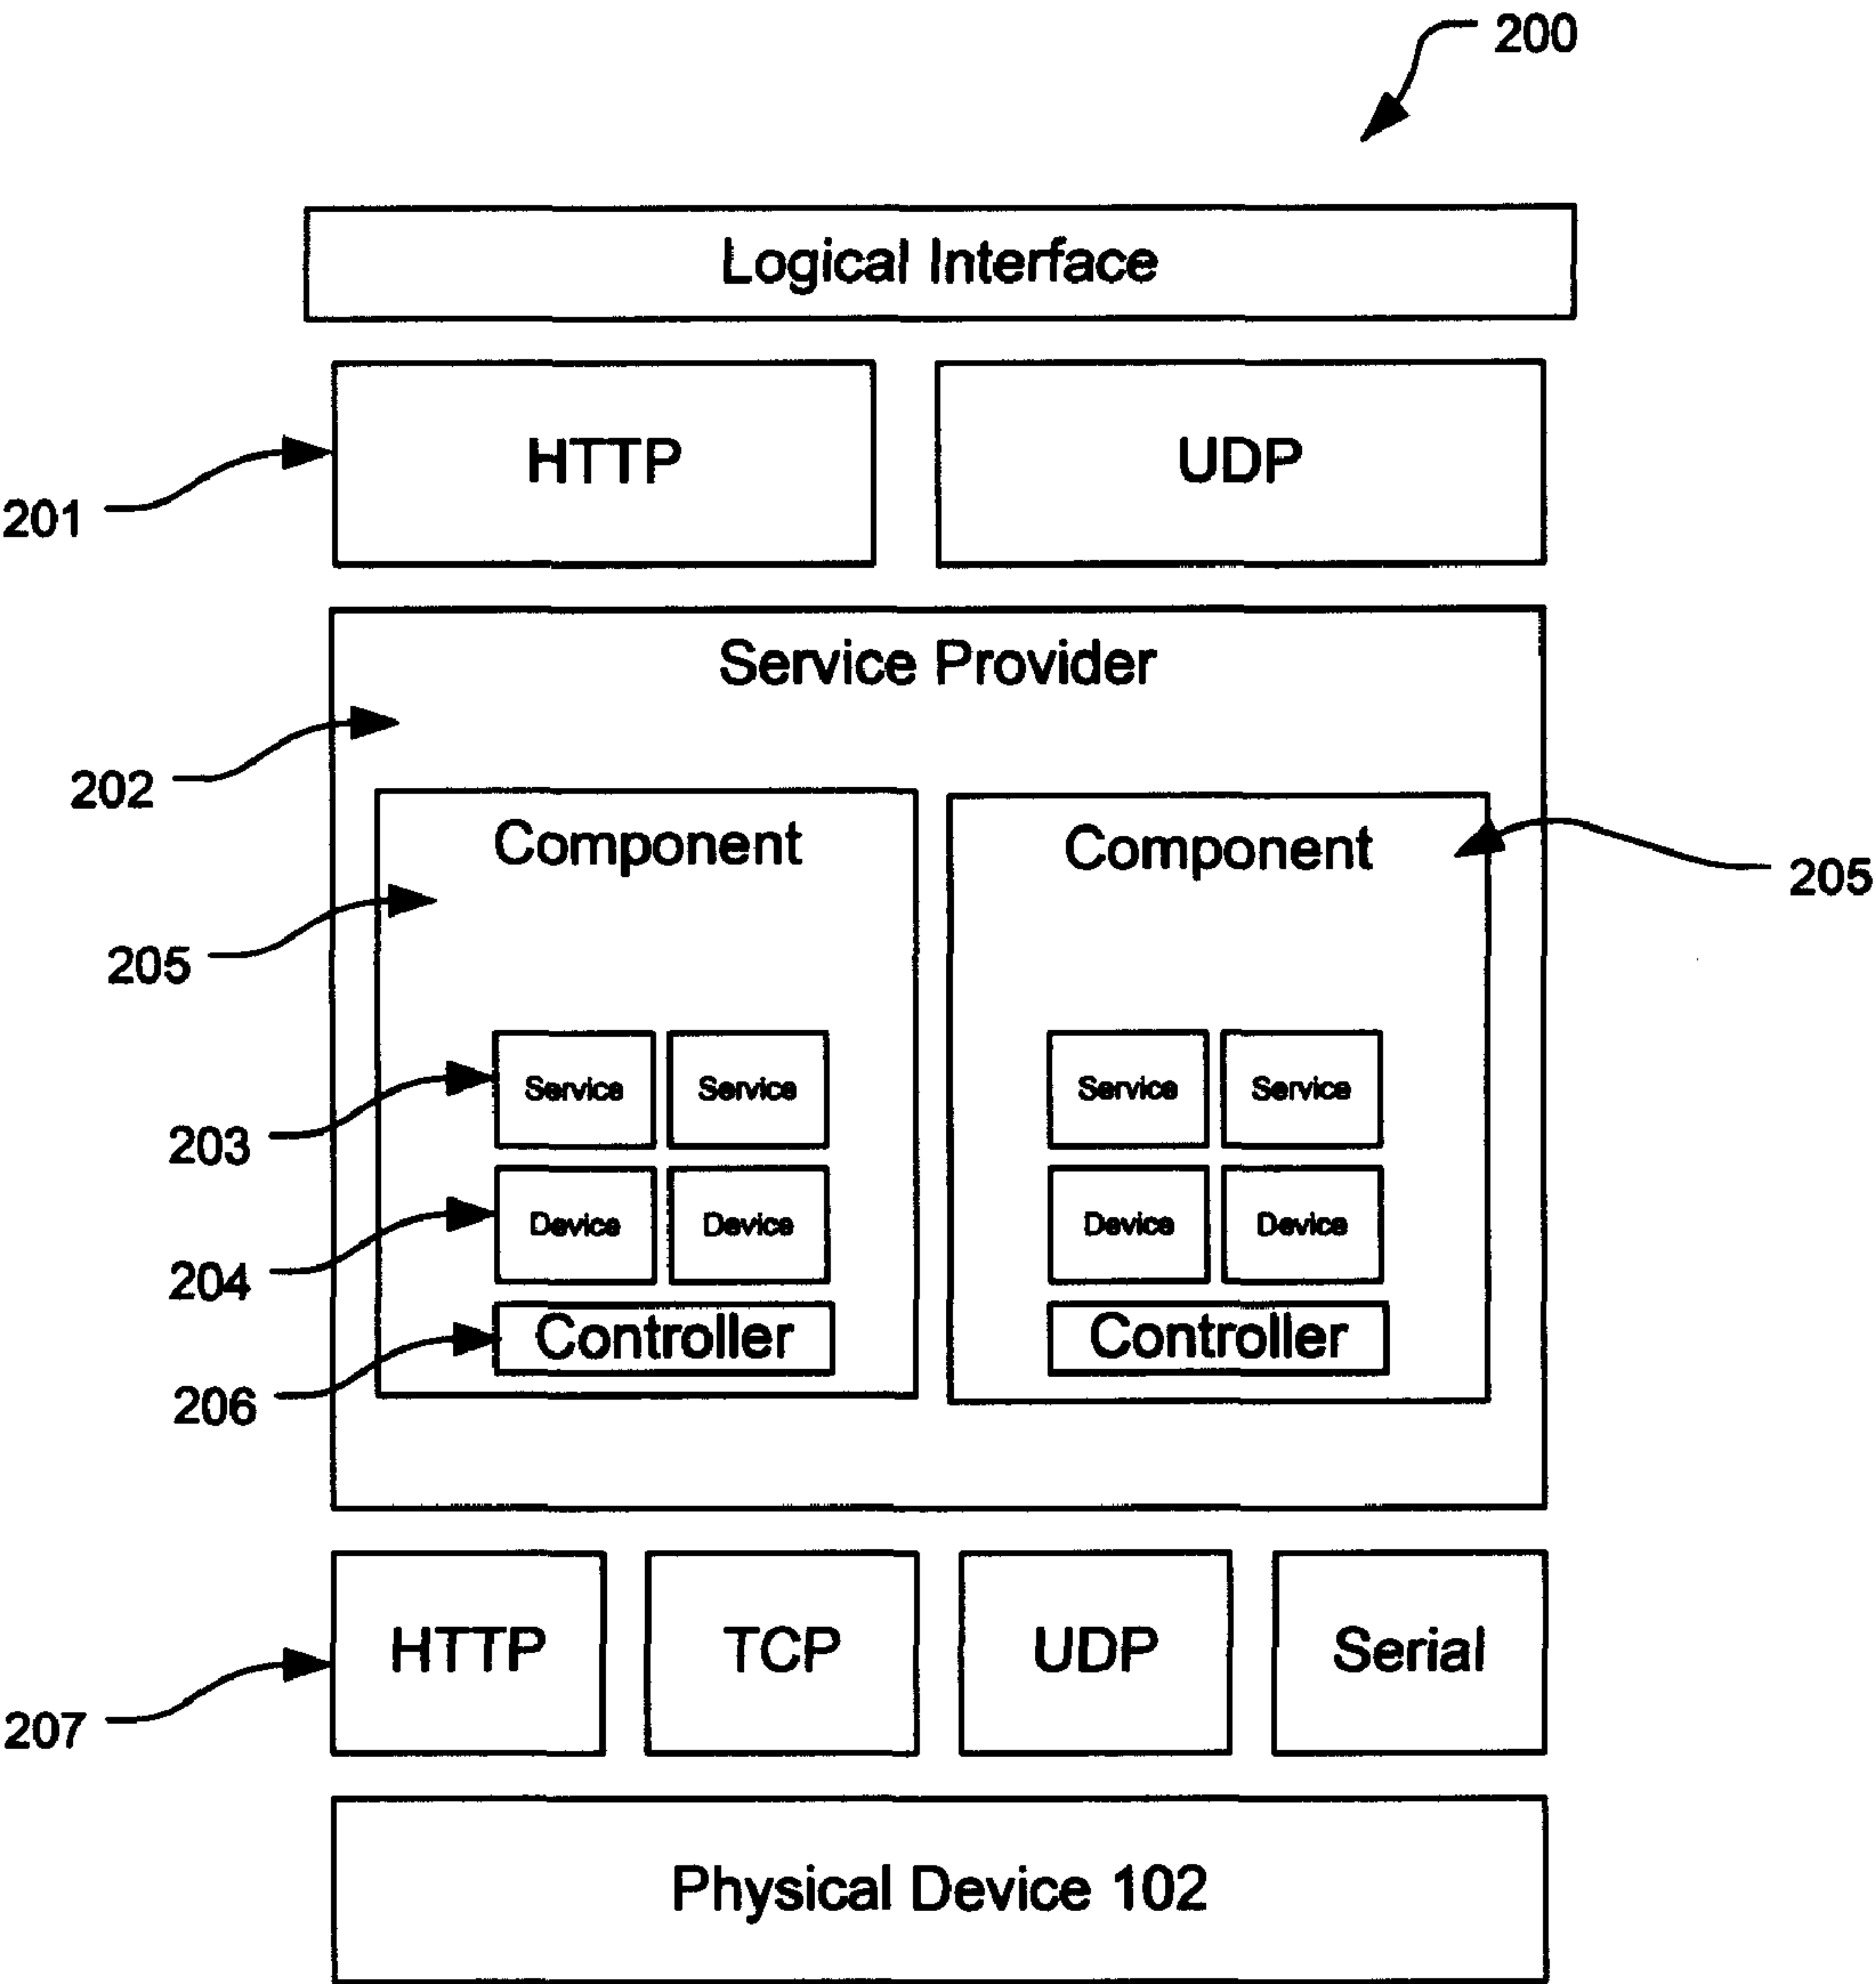 200
Logical Interface
HTTP
UDP
201
Service Provider
202
Component
Component
205
205
Service
Service
Service
Service
203
Device
Device
Device
Device
204
Controller
Controller
206
HTTP
TCP
UDP
Serial
207
Physical Device 102